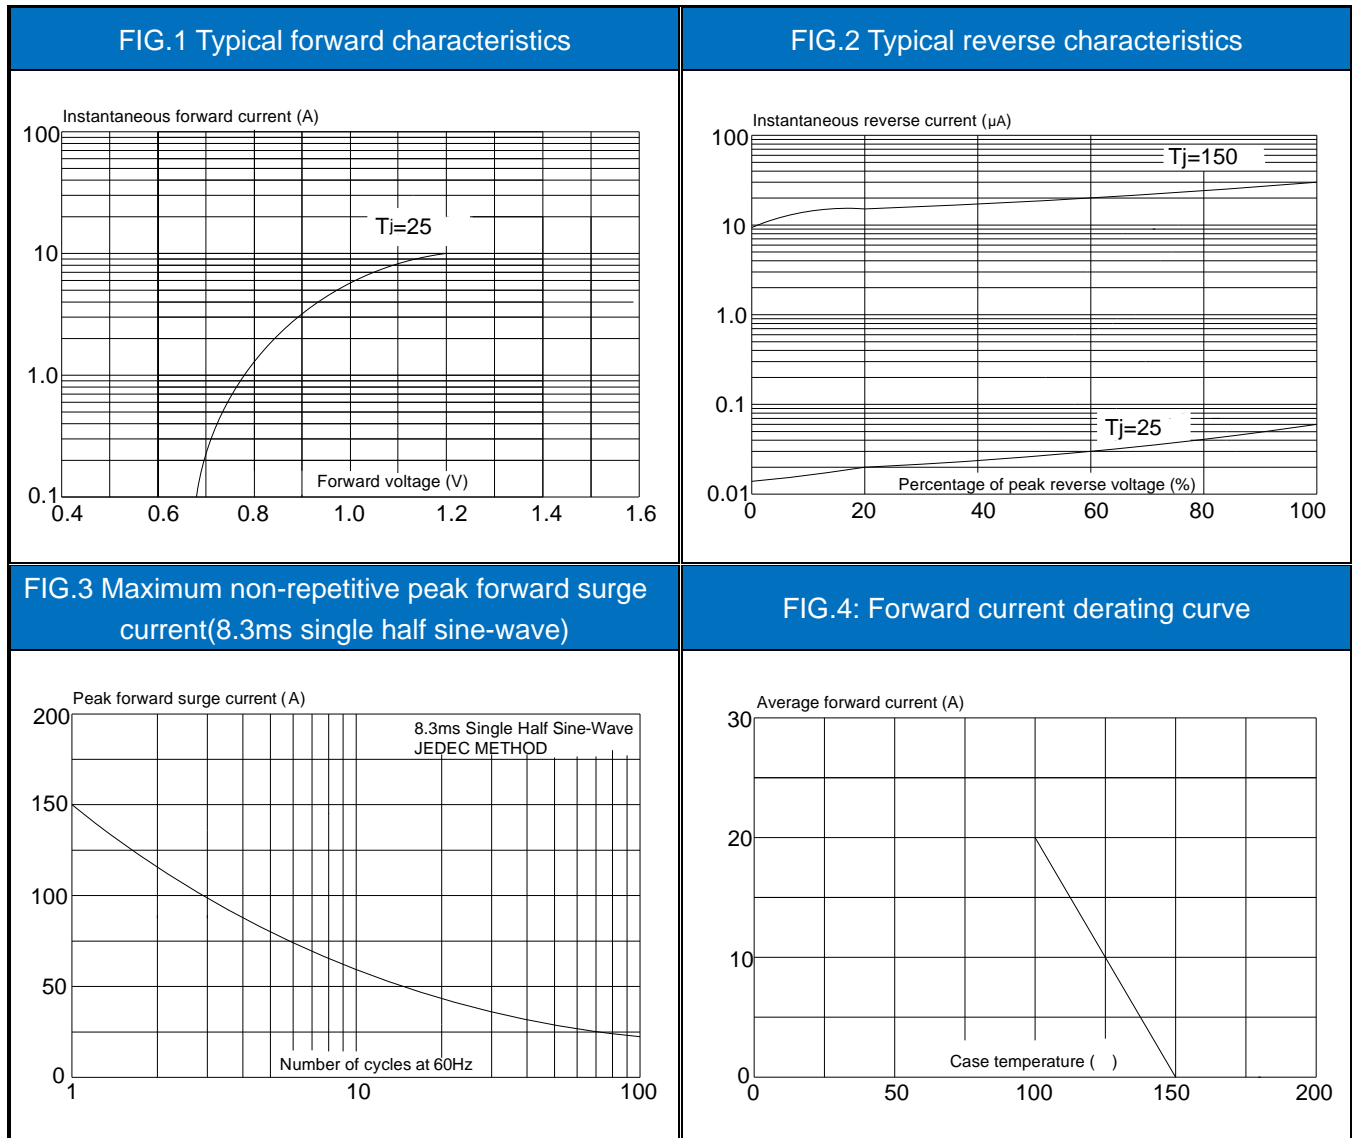 FIG.1 Typical forward characteristics
Instantaneous forward current (A)
100
10
1.0
0.1
Tj=25
Forward voltage (V)
0.4 0.6 0.8 1.0 1.2 1.4 1.6
FIG.2 Typical reverse characteristics
Instantaneous reverse current (μA)
100
10
1.0
0.1
0.01
Tj=150
Tj=25
Percentage of peak reverse voltage (%)
0 20 40 60 80 100
FIG.3 Maximum non-repetitive peak forward surge
current(8.3ms single half sine-wave)
Peak forward surge current (A)
200
150
100
50
0
8.3ms Single Half Sine-Wave
JEDEC METHOD
Number of cycles at 60Hz
1 10 100
FIG.4: Forward current derating curve
Average forward current (A)
30
20
10
0
Case temperature ( )
0 50 100 150 200